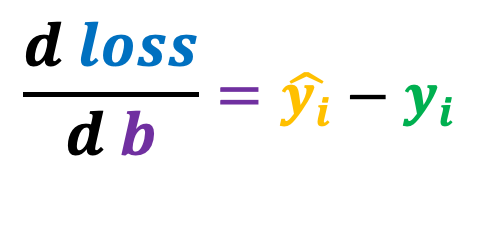 d loss
= ŷᵢ − yᵢ
d b